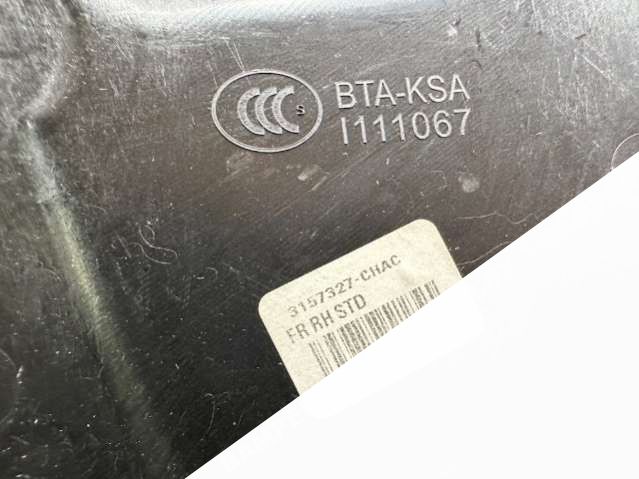 CCC S
BTA-KSA
I111067
3157327-CHAC
FR RH STD